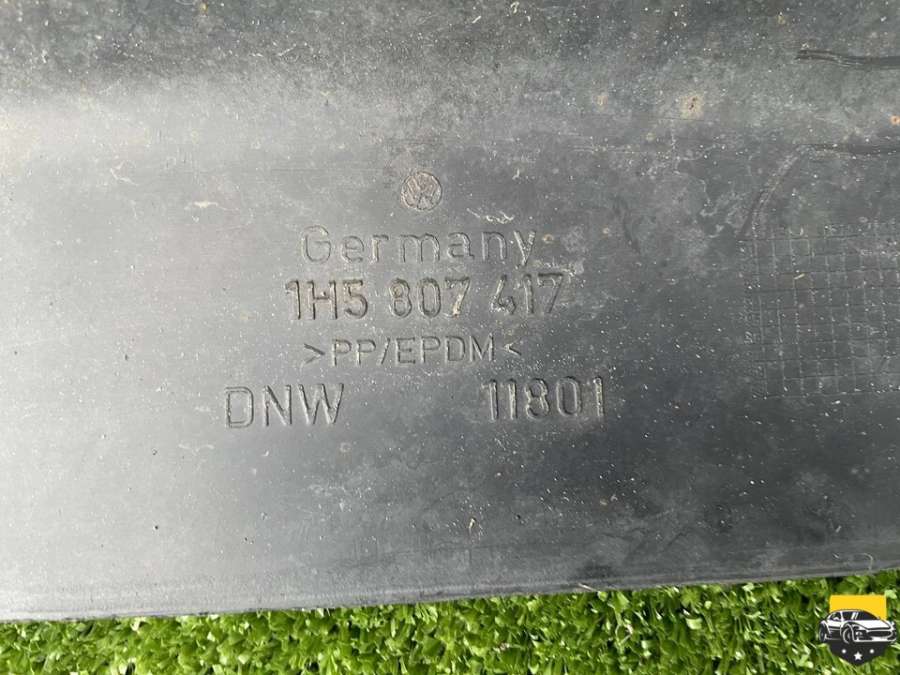 Germany
1H5 807 417
>PP/EPDM<
DNW 11801